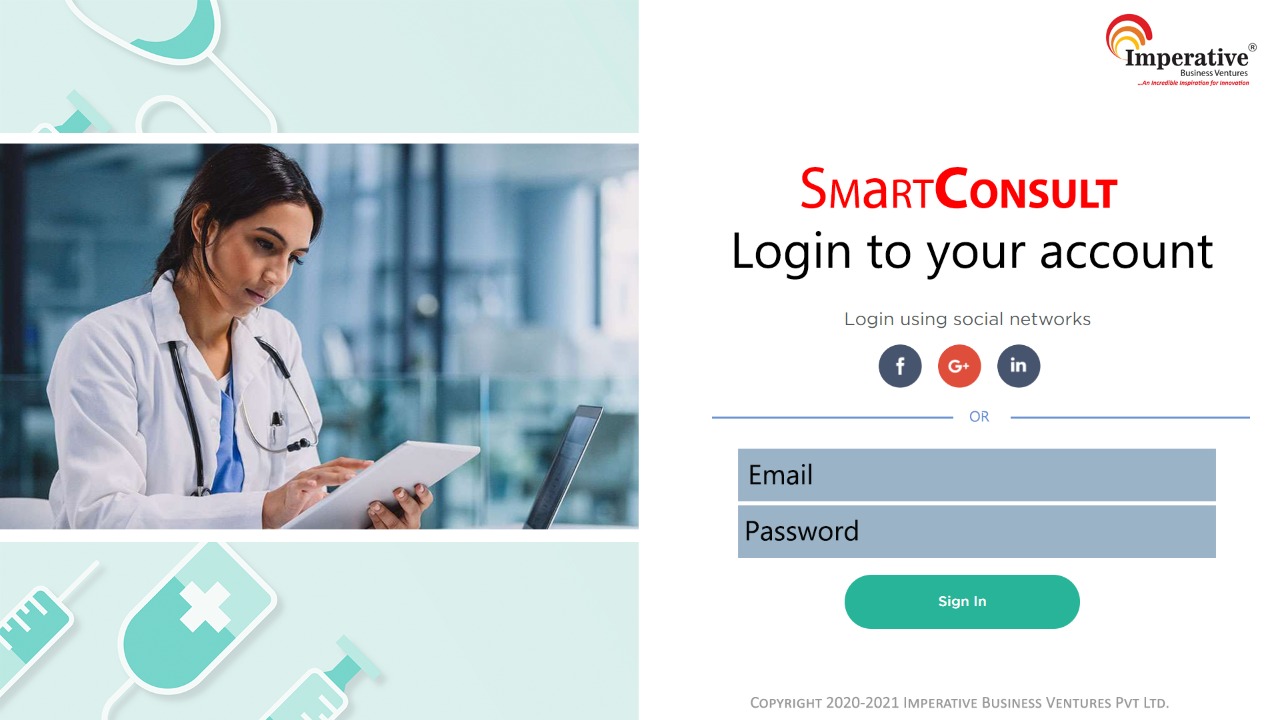 Imperative®
Business Ventures
...An Incredible Inspiration for Innovation
SMaRTCONSULT
Login to your account
Login using social networks
f G+ in
OR
Email
Password
Sign In
COPYRIGHT 2020-2021 IMPERATIVE BUSINESS VENTURES PVT LTD.